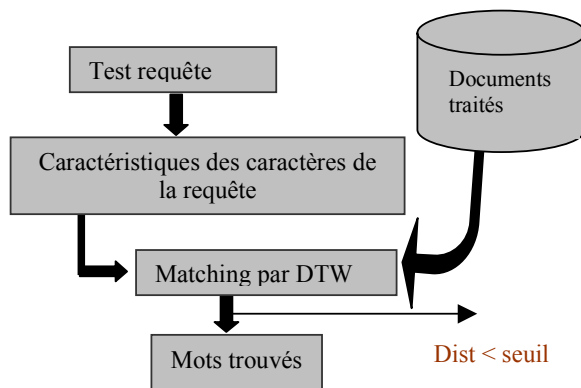 Test requête
Documents
traités
Caractéristiques des caractères de
la requête
Matching par DTW
Mots trouvés
Dist < seuil